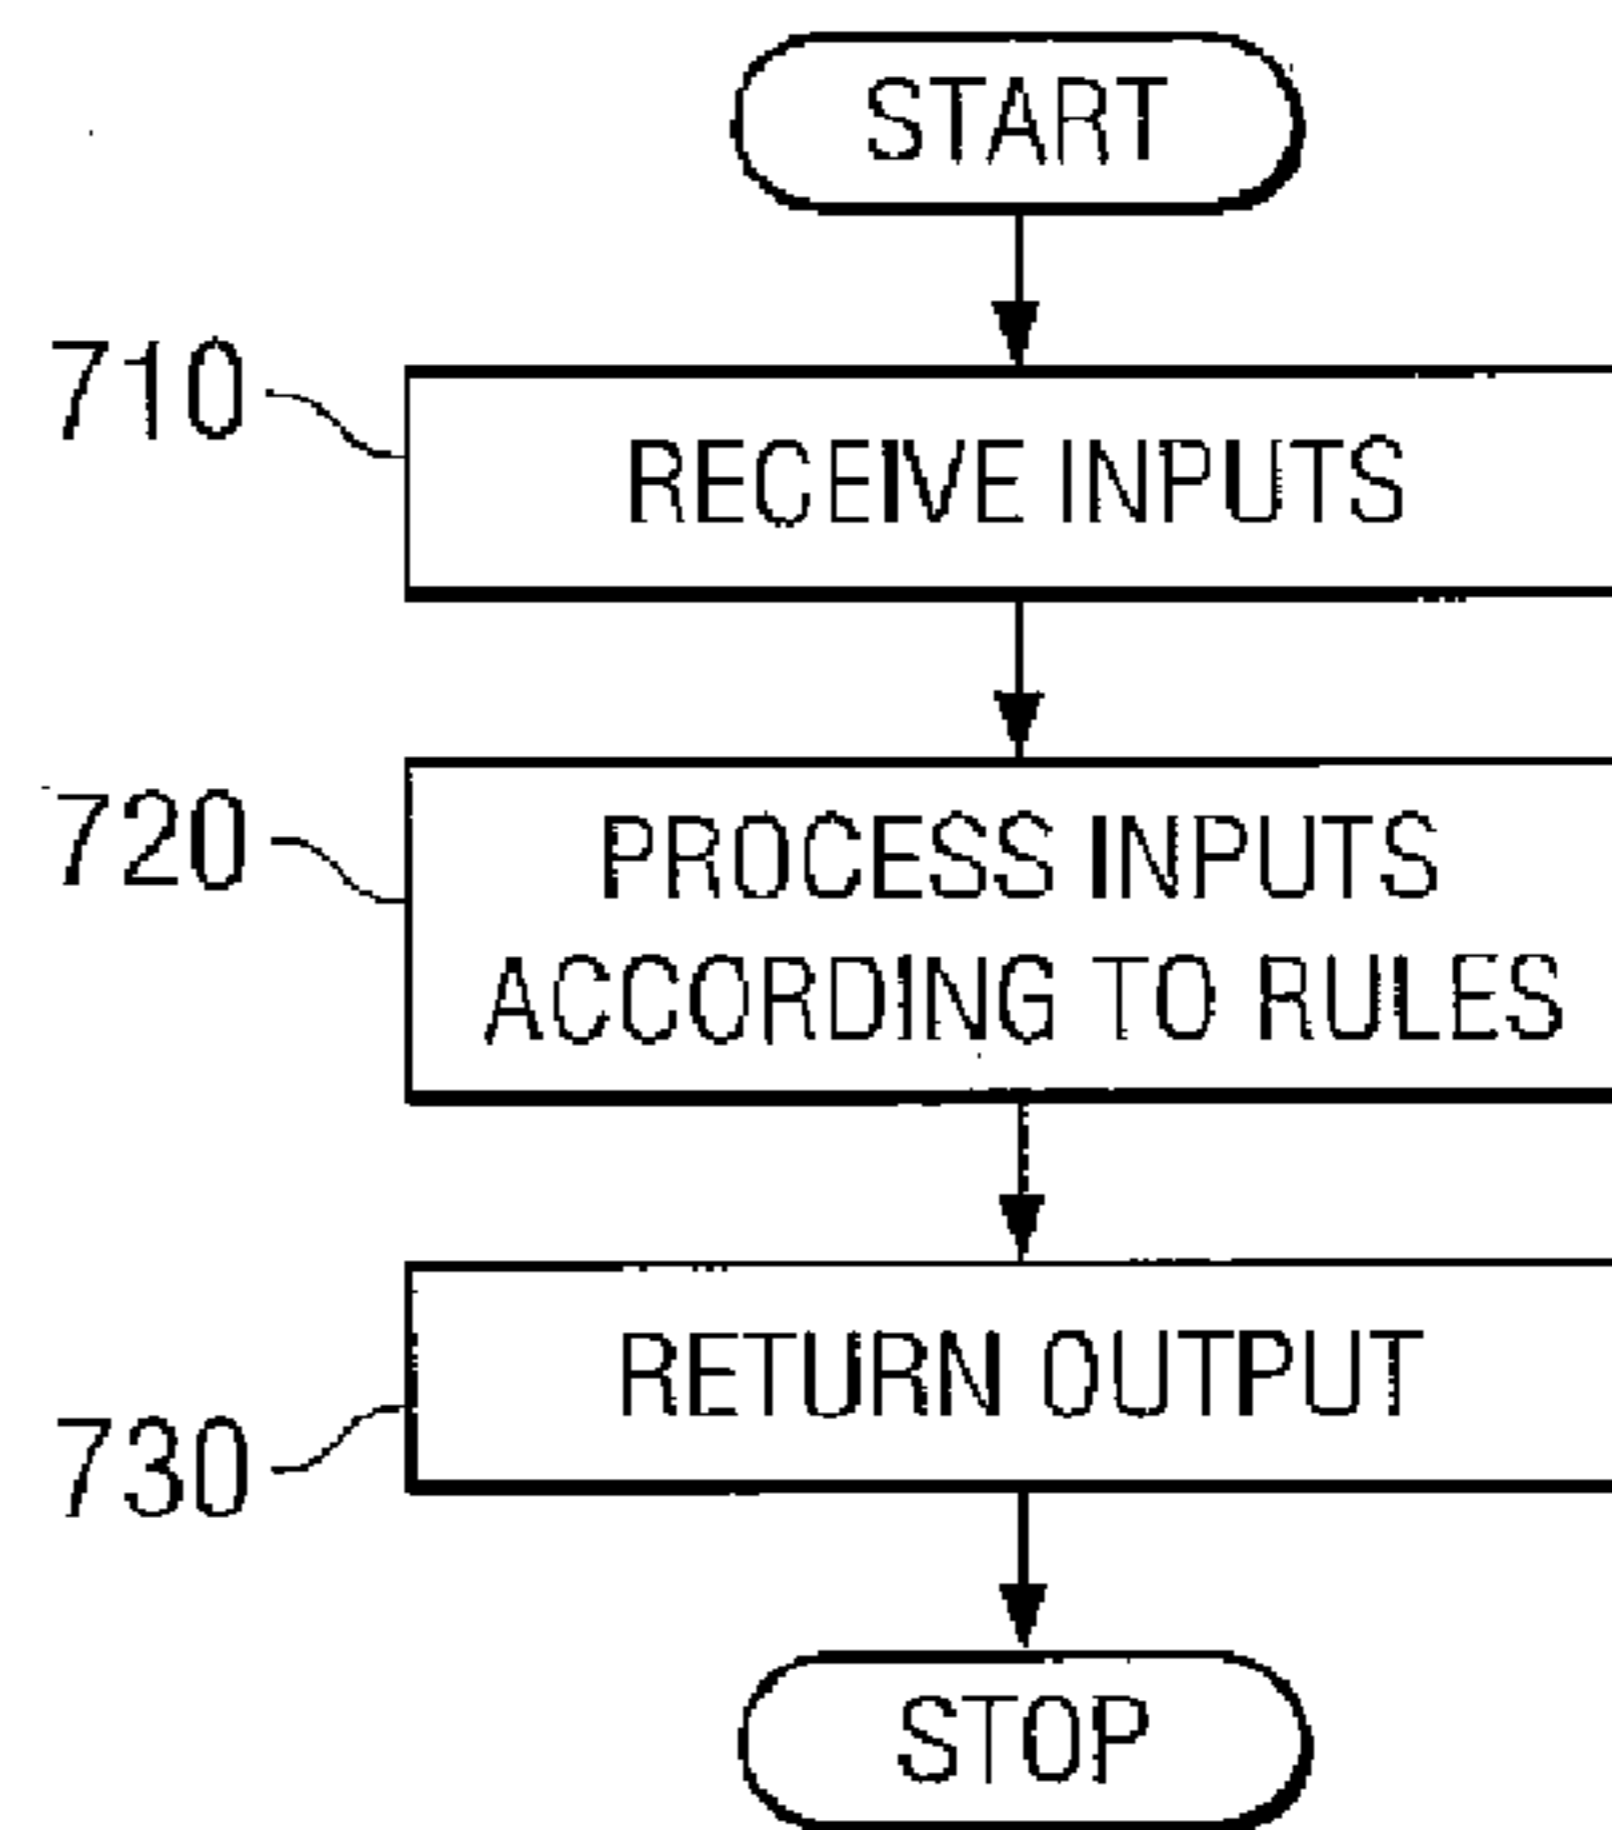 START
710
RECEIVE INPUTS
720
PROCESS INPUTS
ACCORDING TO RULES
RETURN OUTPUT
730
STOP